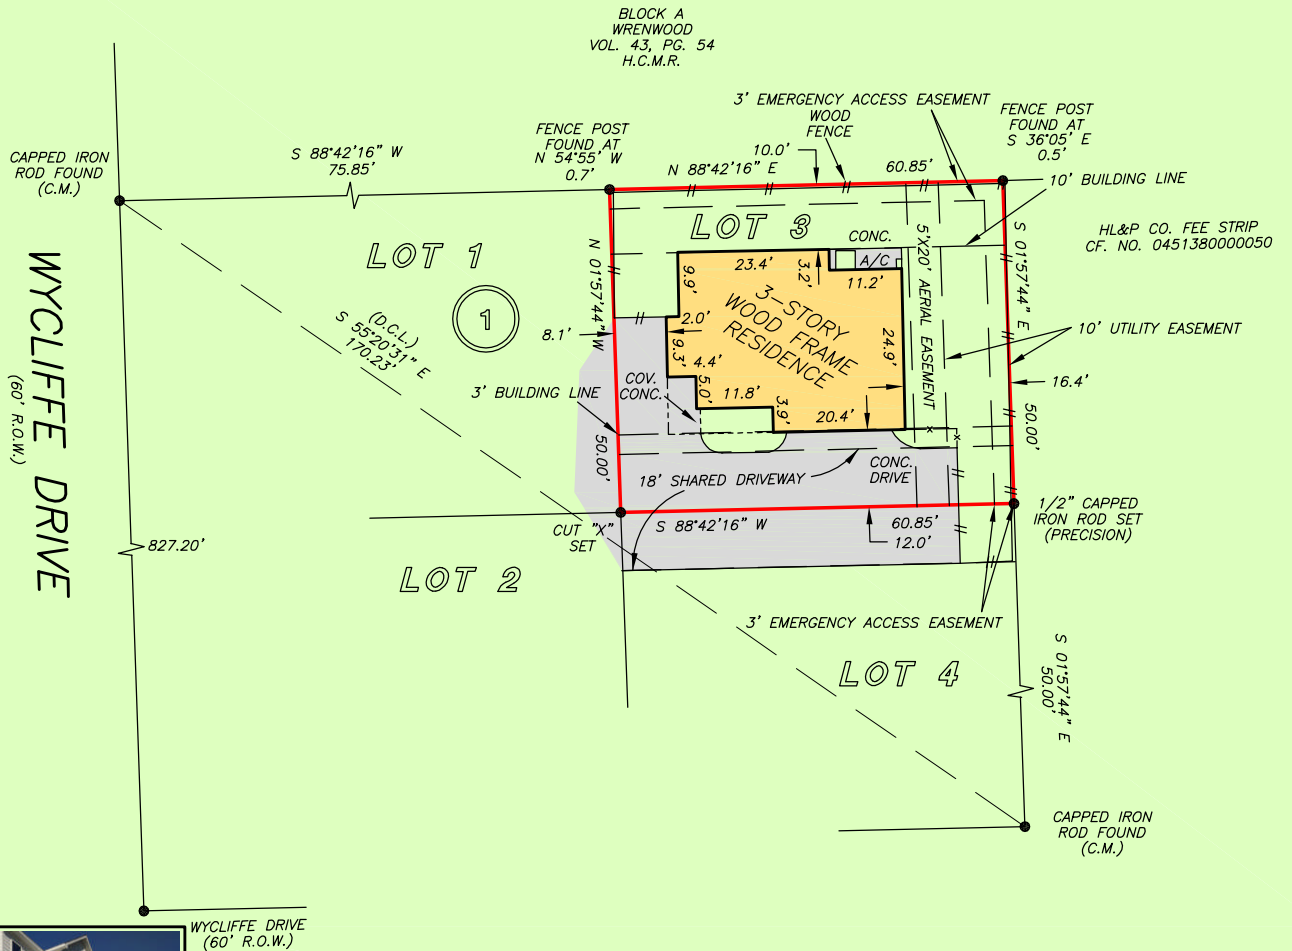 BLOCK A
WRENWOOD
VOL. 43, PG. 54
H.C.M.R.
3' EMERGENCY ACCESS EASEMENT
WOOD
FENCE
FENCE POST
FOUND AT
S 36°05' E
0.5'
FENCE POST
FOUND AT
N 54°55' W
0.7'
CAPPED IRON
ROD FOUND
(C.M.)
S 88°42'16" W
75.85'
10.0'
N 88°42'16" E
60.85'
10' BUILDING LINE
HL&P CO. FEE STRIP
CF. NO. 0451380000050
LOT 3
LOT 1
CONC.
A/C
S 01°57'44" E
50.00'
N 01°57'44" W
50.00'
5'X20' AERIAL EASEMENT
23.4'
3.2'
11.2'
9.9'
2.0'
9.3'
4.4'
5.0'
11.8'
3.9'
20.4'
24.9'
3-STORY
WOOD FRAME
RESIDENCE
1
(D.C.L.)
S 55°20'31" E
170.23'
8.1'
10' UTILITY EASEMENT
16.4'
3' BUILDING LINE
COV.
CONC.
WYCLIFFE DRIVE
(60' R.O.W.)
18' SHARED DRIVEWAY
CONC.
DRIVE
1/2" CAPPED
IRON ROD SET
(PRECISION)
CUT "X"
SET
S 88°42'16" W
60.85'
12.0'
827.20'
LOT 2
3' EMERGENCY ACCESS EASEMENT
S 01°57'44" E
50.00'
LOT 4
CAPPED IRON
ROD FOUND
(C.M.)
WYCLIFFE DRIVE
(60' R.O.W.)